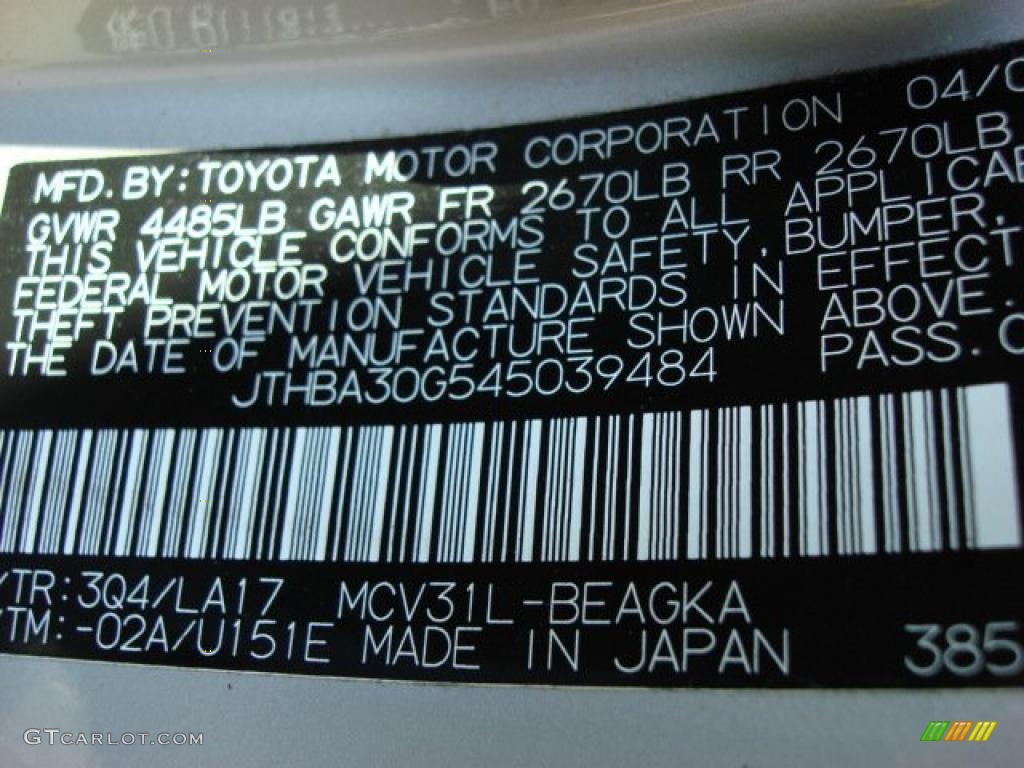 MFD. BY: TOYOTA MOTOR CORPORATION 04/0
GVWR 4485LB GAWR FR 2670LB RR 2670LB
THIS VEHICLE CONFORMS TO ALL APPLICAB
FEDERAL MOTOR VEHICLE SAFETY, BUMPER,
THEFT PREVENTION STANDARDS IN EFFECT
THE DATE OF MANUFACTURE SHOWN ABOVE.
JTHBA30G545039484 PASS. C
/TR:3Q4/LA17 MCV31L-BEAGKA
/TM:-02A/U151E MADE IN JAPAN 385
GTCARLOT.COM